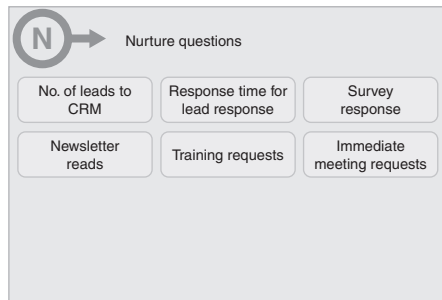 N
Nurture questions
No. of leads to
CRM
Response time for
lead response
Survey
response
Newsletter
reads
Training requests
Immediate
meeting requests